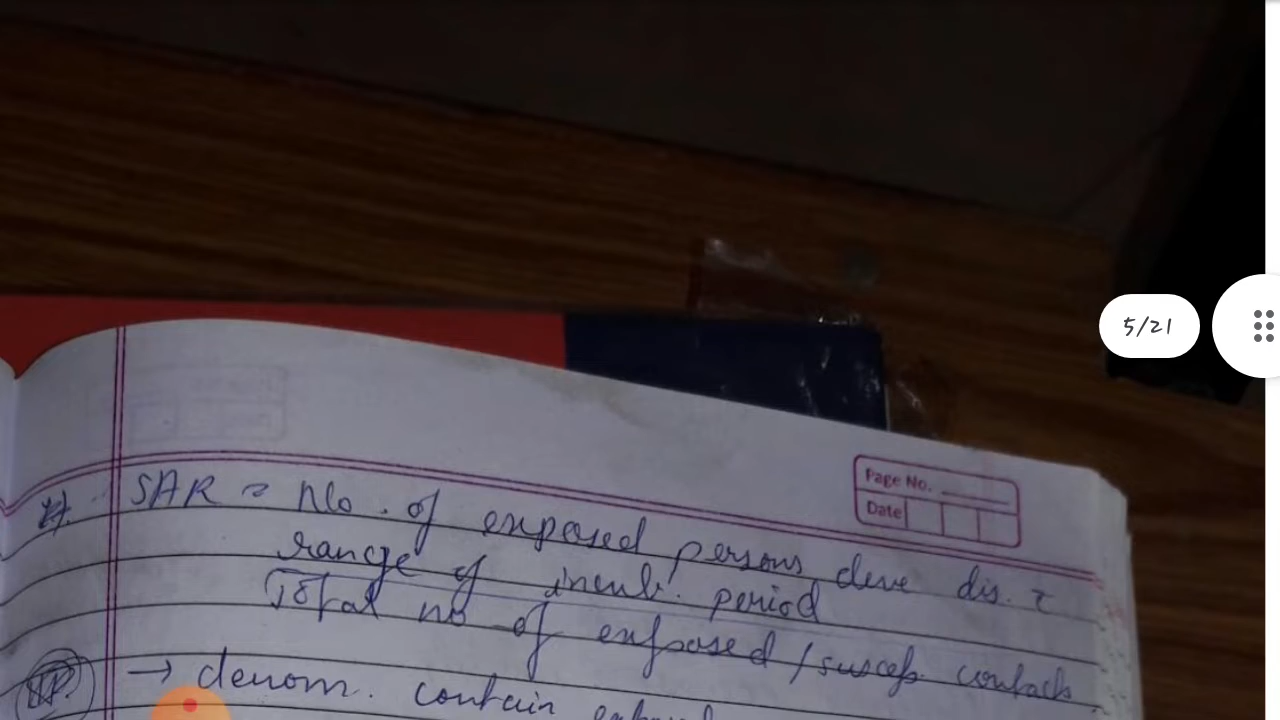 5/21
Page No.
Date
SAR = No. of exposed persons deve dis. c̄
range of incub. period
Total no of exposed / suscep. contacts
→ denom. contain